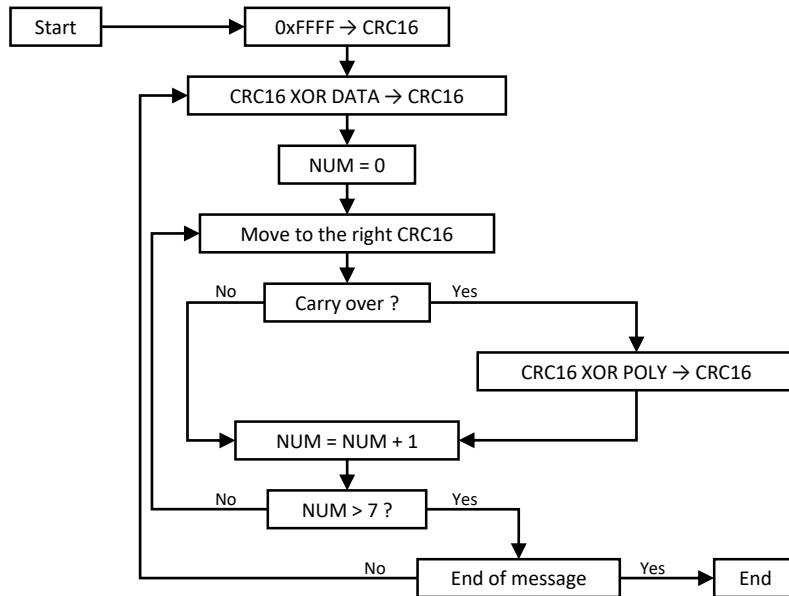 Start
0xFFFF → CRC16
CRC16 XOR DATA → CRC16
NUM = 0
Move to the right CRC16
No
Carry over ?
Yes
CRC16 XOR POLY → CRC16
NUM = NUM + 1
No
NUM > 7 ?
Yes
No
End of message
Yes
End